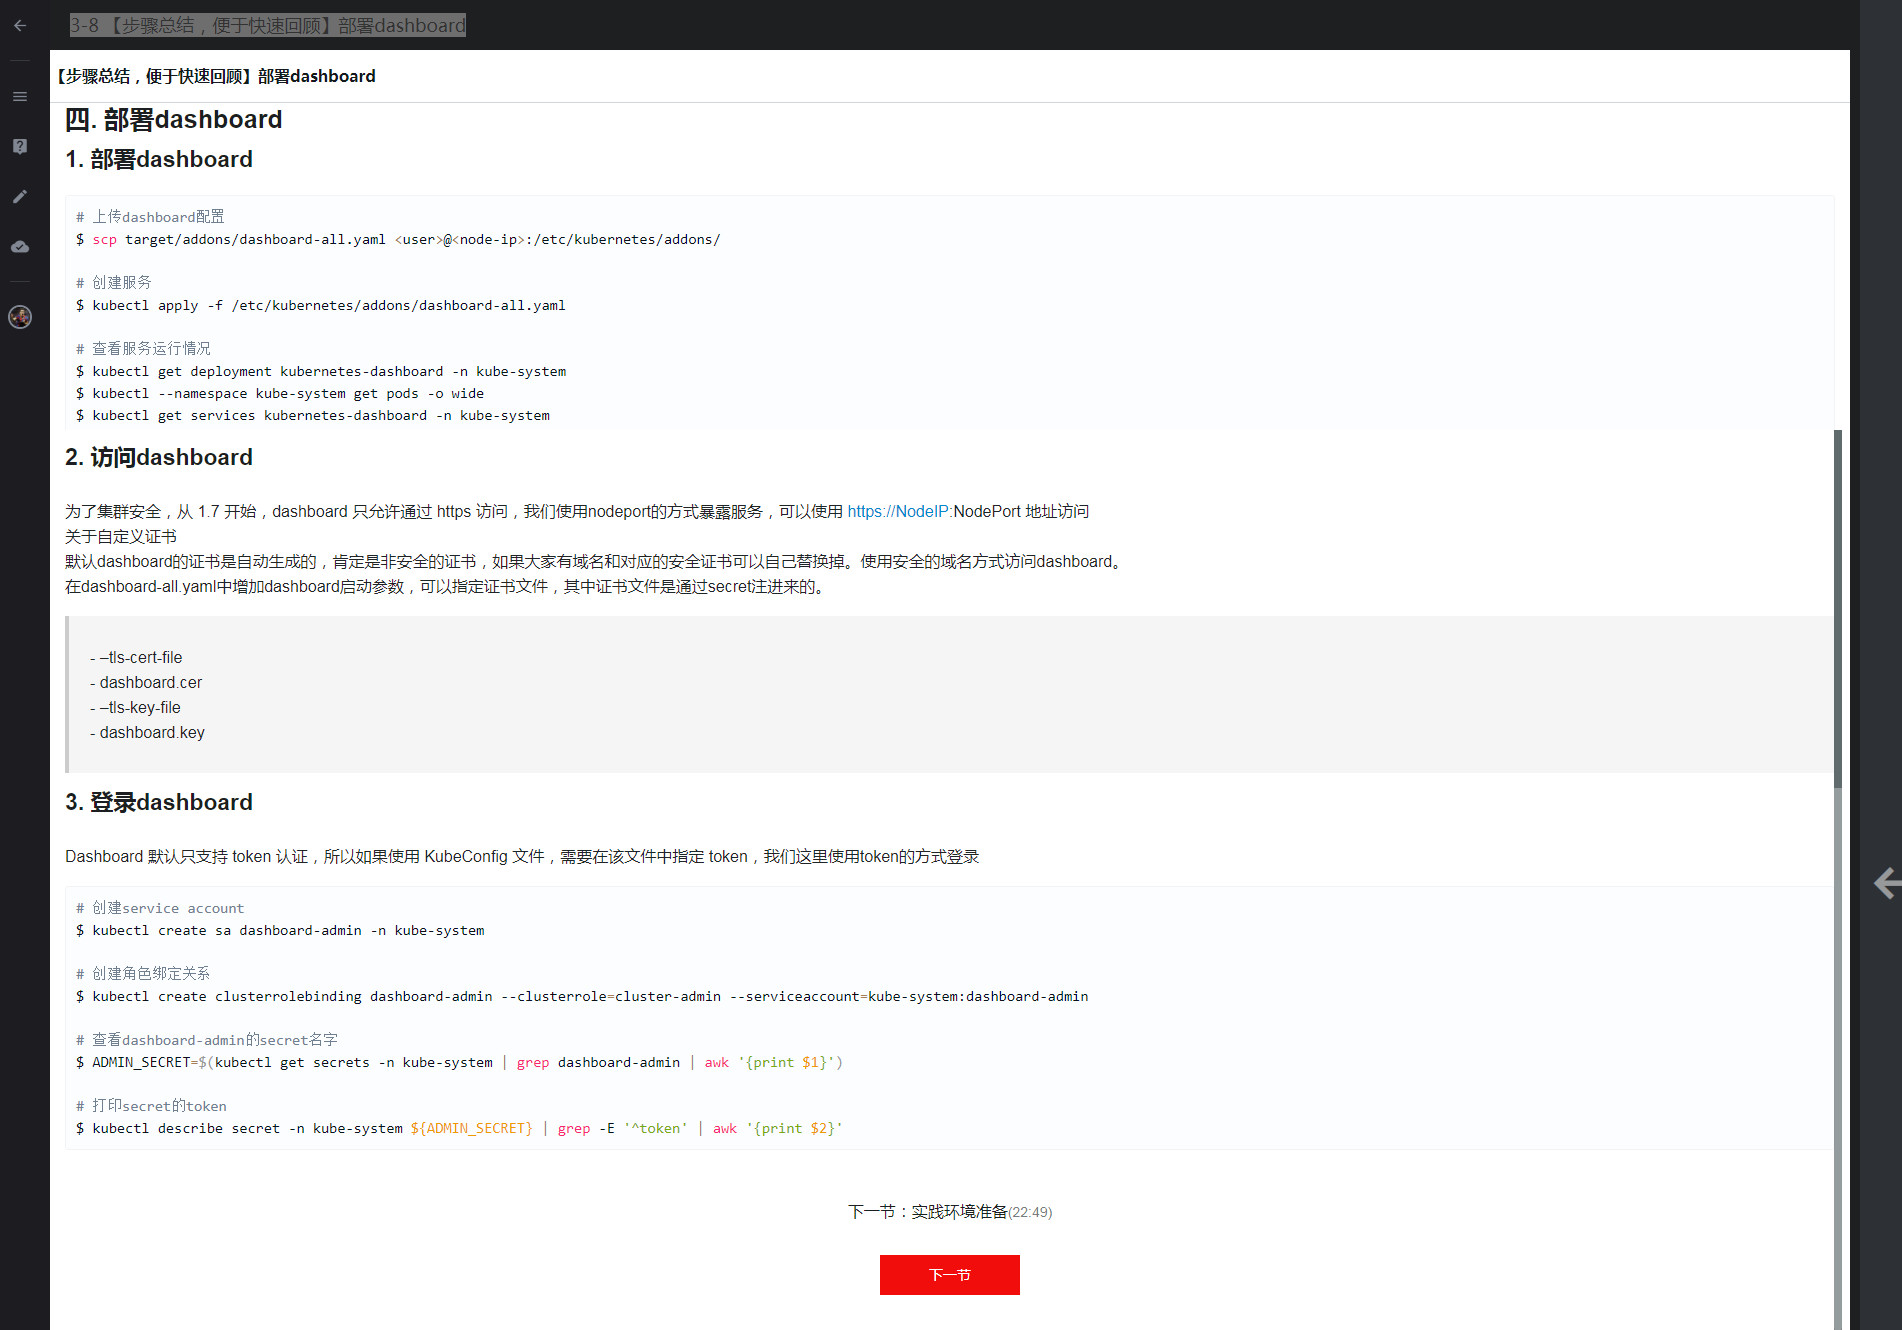 3-8 【步骤总结，便于快速回顾】部署dashboard
【步骤总结，便于快速回顾】部署dashboard
四. 部署dashboard
1. 部署dashboard
# 上传dashboard配置
$ scp target/addons/dashboard-all.yaml <user>@<node-ip>:/etc/kubernetes/addons/
# 创建服务
$ kubectl apply -f /etc/kubernetes/addons/dashboard-all.yaml
# 查看服务运行情况
$ kubectl get deployment kubernetes-dashboard -n kube-system
$ kubectl --namespace kube-system get pods -o wide
$ kubectl get services kubernetes-dashboard -n kube-system
2. 访问dashboard
为了集群安全，从 1.7 开始，dashboard 只允许通过 https 访问，我们使用nodeport的方式暴露服务，可以使用 https://NodeIP:NodePort 地址访问
关于自定义证书
默认dashboard的证书是自动生成的，肯定是非安全的证书，如果大家有域名和对应的安全证书可以自己替换掉。使用安全的域名方式访问dashboard。
在dashboard-all.yaml中增加dashboard启动参数，可以指定证书文件，其中证书文件是通过secret注进来的。
- –tls-cert-file
- dashboard.cer
- –tls-key-file
- dashboard.key
3. 登录dashboard
Dashboard 默认只支持 token 认证，所以如果使用 KubeConfig 文件，需要在该文件中指定 token，我们这里使用token的方式登录
# 创建service account
$ kubectl create sa dashboard-admin -n kube-system
# 创建角色绑定关系
$ kubectl create clusterrolebinding dashboard-admin --clusterrole=cluster-admin --serviceaccount=kube-system:dashboard-admin
# 查看dashboard-admin的secret名字
$ ADMIN_SECRET=$(kubectl get secrets -n kube-system | grep dashboard-admin | awk '{print $1}')
# 打印secret的token
$ kubectl describe secret -n kube-system ${ADMIN_SECRET} | grep -E '^token' | awk '{print $2}'
下一节：实践环境准备(22:49)
下一节